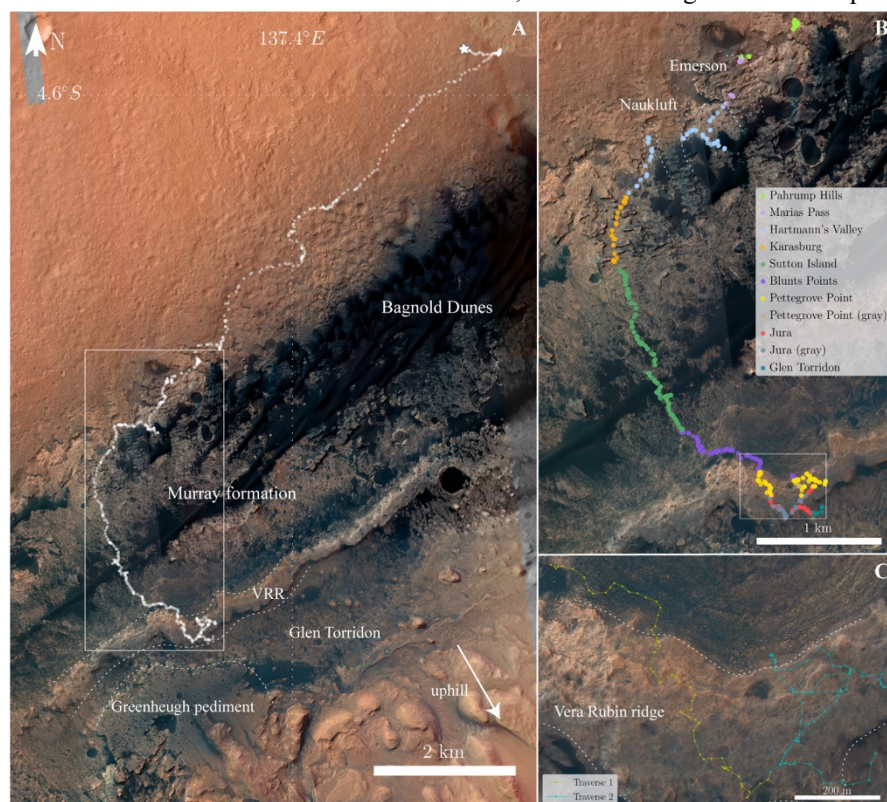 N
137.4°E
A
4.6°S
Bagnold Dunes
Murray formation
VRR
Glen Torridon
uphill
Greenheugh pediment
2 km
B
Emerson
Naukluft
Pahrump Hills
Marias Pass
Hartmann's Valley
Karasburg
Sutton Island
Blunts Points
Pettegrove Point
Pettegrove Point (gray)
Jura
Jura (gray)
Glen Torridon
1 km
C
Vera Rubin ridge
Traverse 1
Traverse 2
200 m